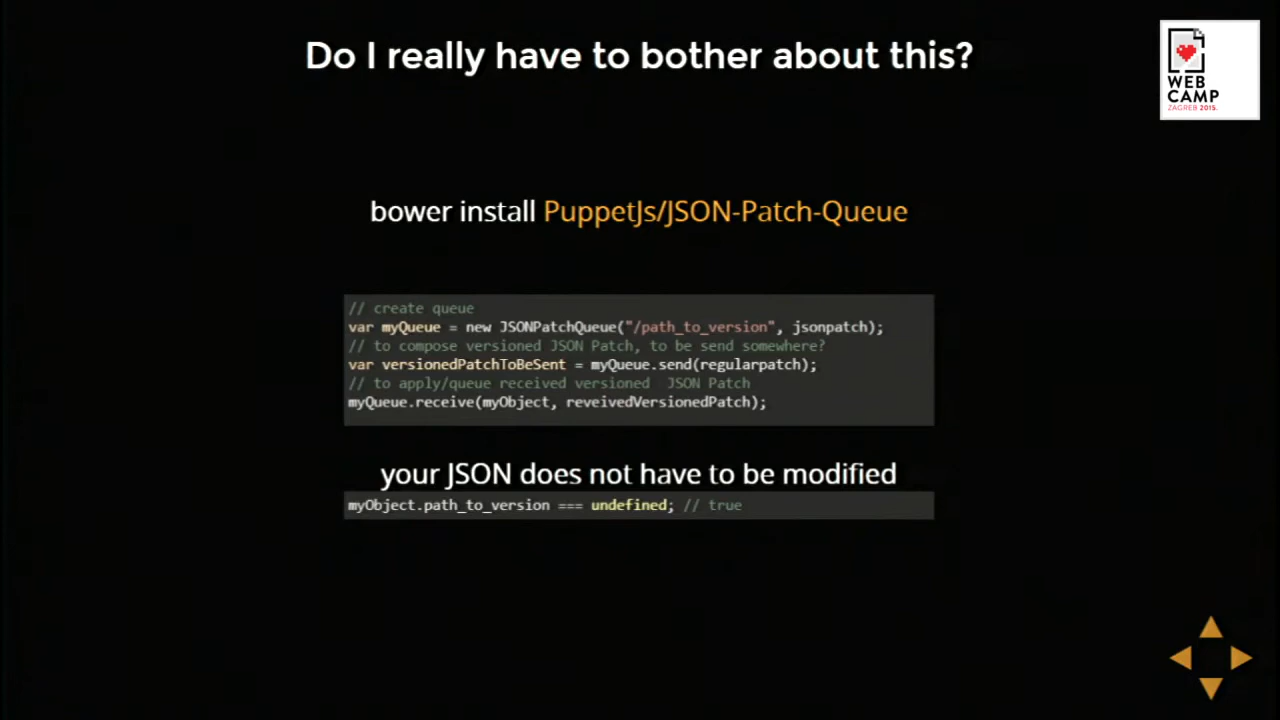 Do I really have to bother about this?
WEB
CAMP
ZAGREB 2015.
bower install PuppetJs/JSON-Patch-Queue
// create queue
var myQueue = new JSONPatchQueue("/path_to_version", jsonpatch);
// to compose versioned JSON Patch, to be send somewhere?
var versionedPatchToBeSent = myQueue.send(regularpatch);
// to apply/queue received versioned  JSON Patch
myQueue.receive(myObject, reveivedVersionedPatch);
your JSON does not have to be modified
myObject.path_to_version === undefined; // true